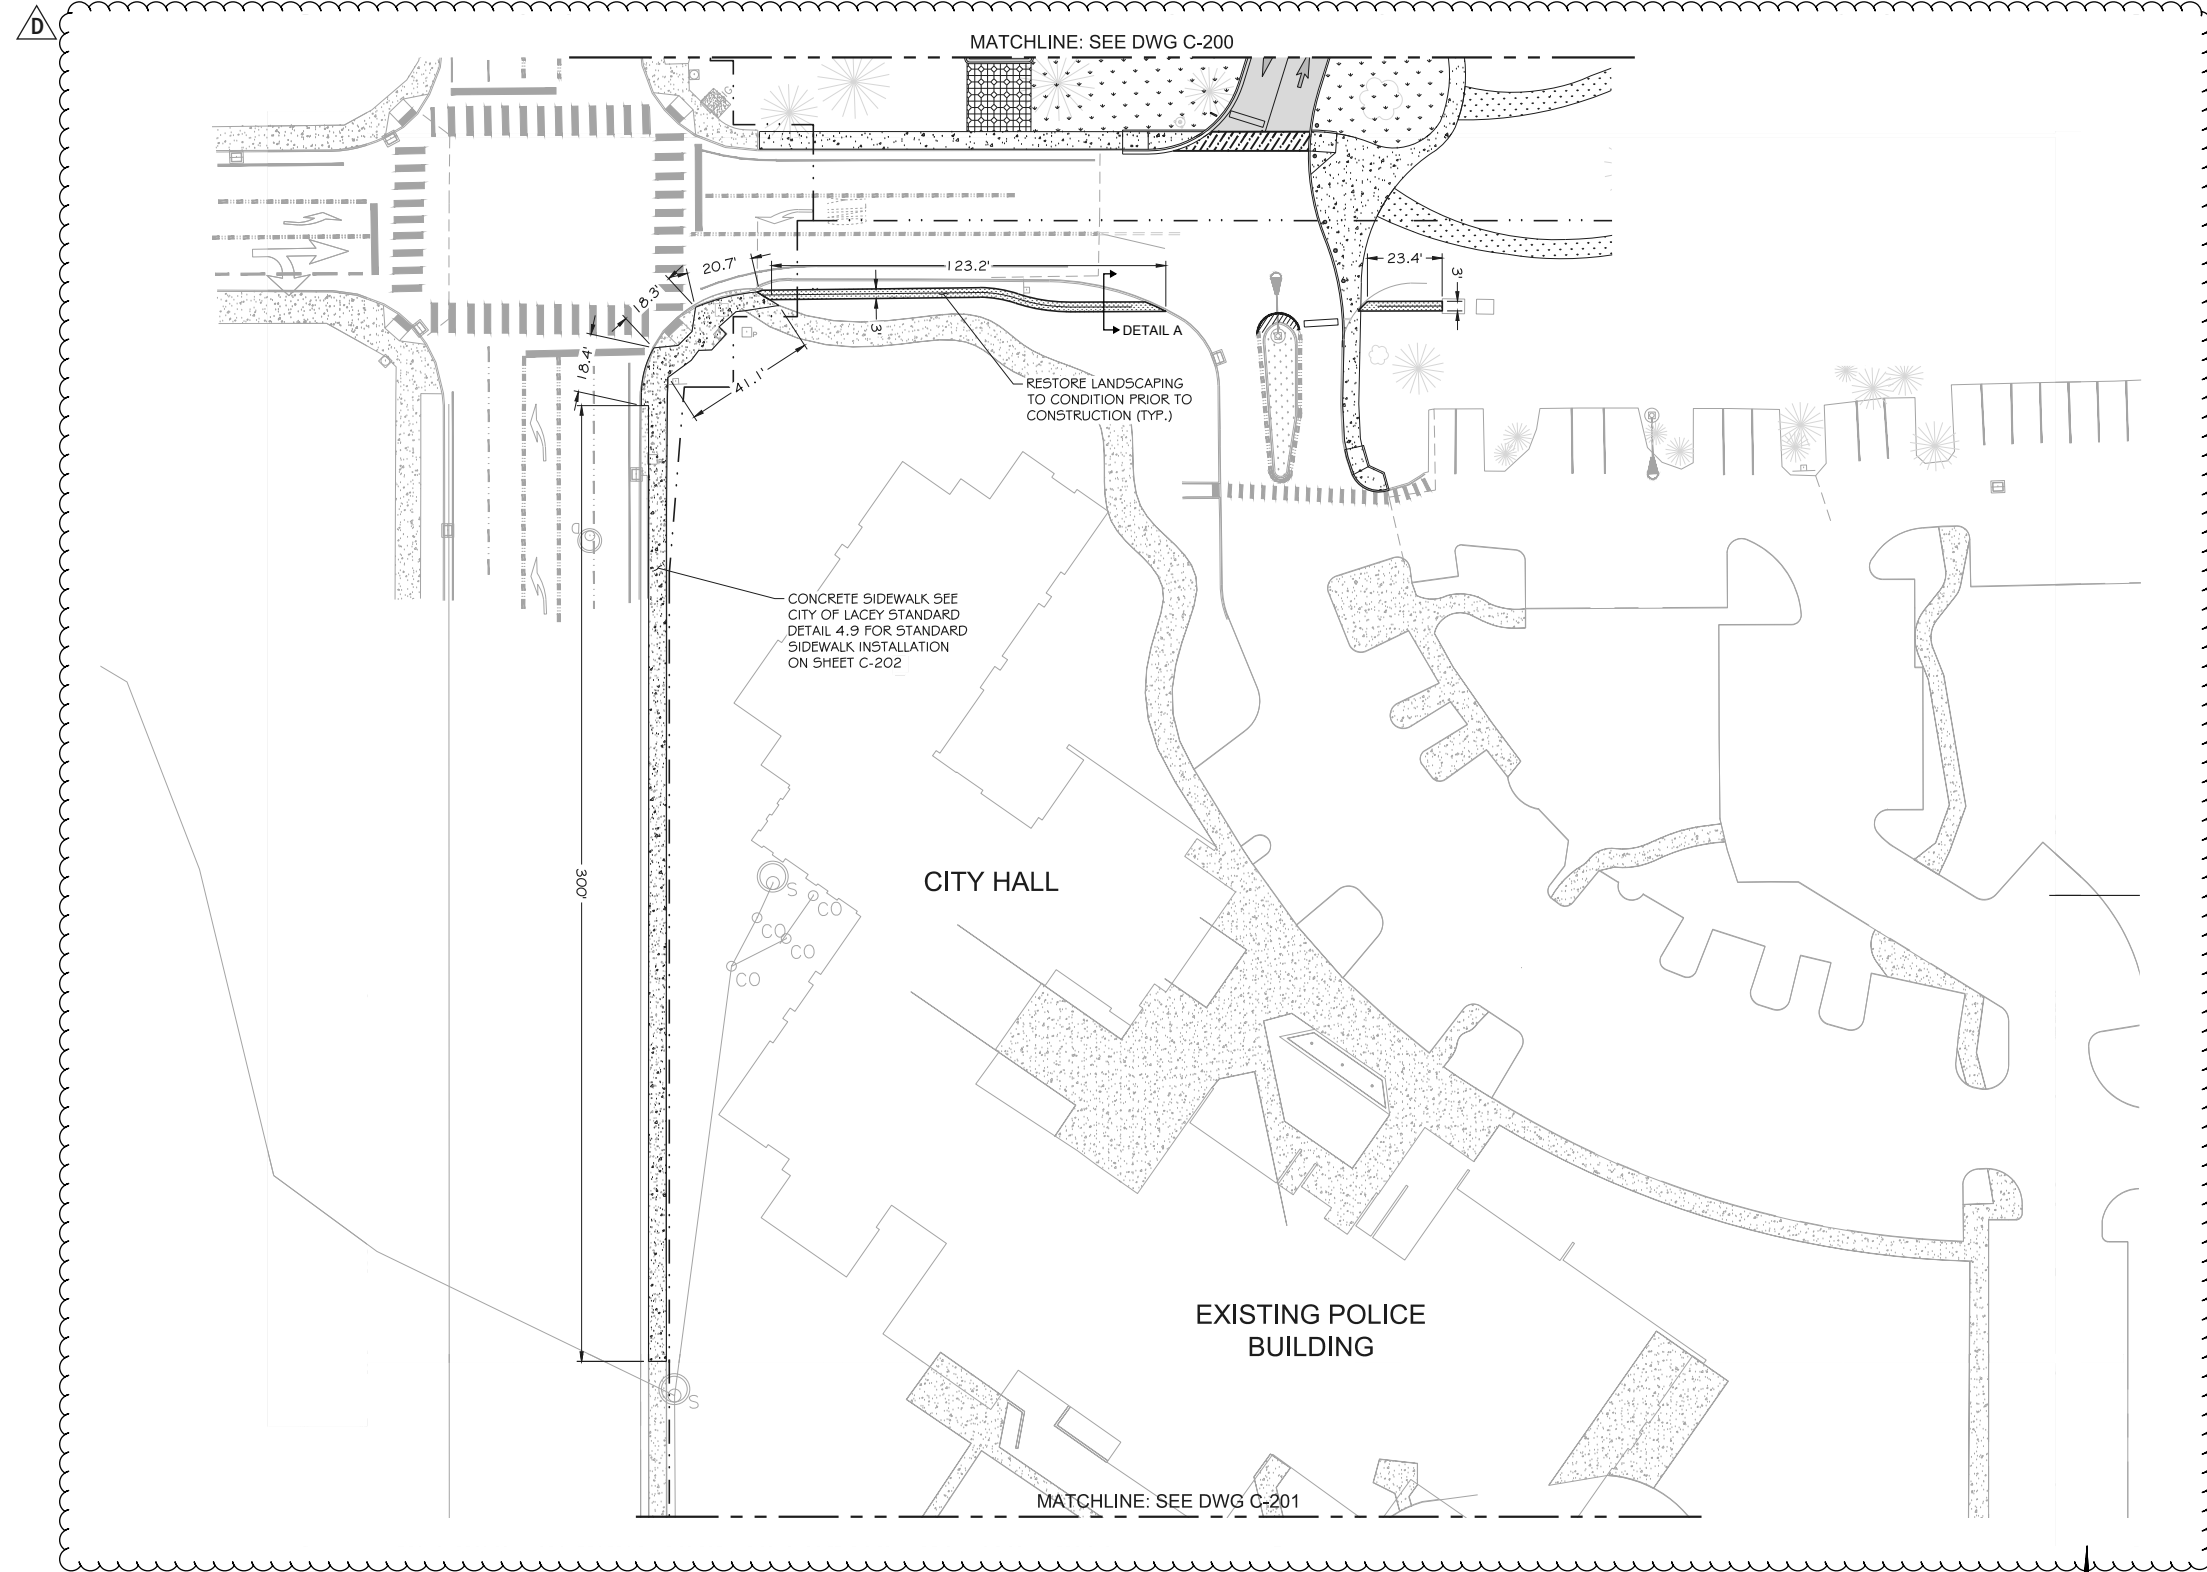 D
MATCHLINE: SEE DWG C-200
20.7'
123.2'
23.4'
3'
18.3'
3'
DETAIL A
18.4'
41.1'
RESTORE LANDSCAPING
TO CONDITION PRIOR TO
CONSTRUCTION (TYP.)
CONCRETE SIDEWALK SEE
CITY OF LACEY STANDARD
DETAIL 4.9 FOR STANDARD
SIDEWALK INSTALLATION
ON SHEET C-202
300'
CITY HALL
S
CO
CO
CO
CO
EXISTING POLICE
BUILDING
S
MATCHLINE: SEE DWG C-201